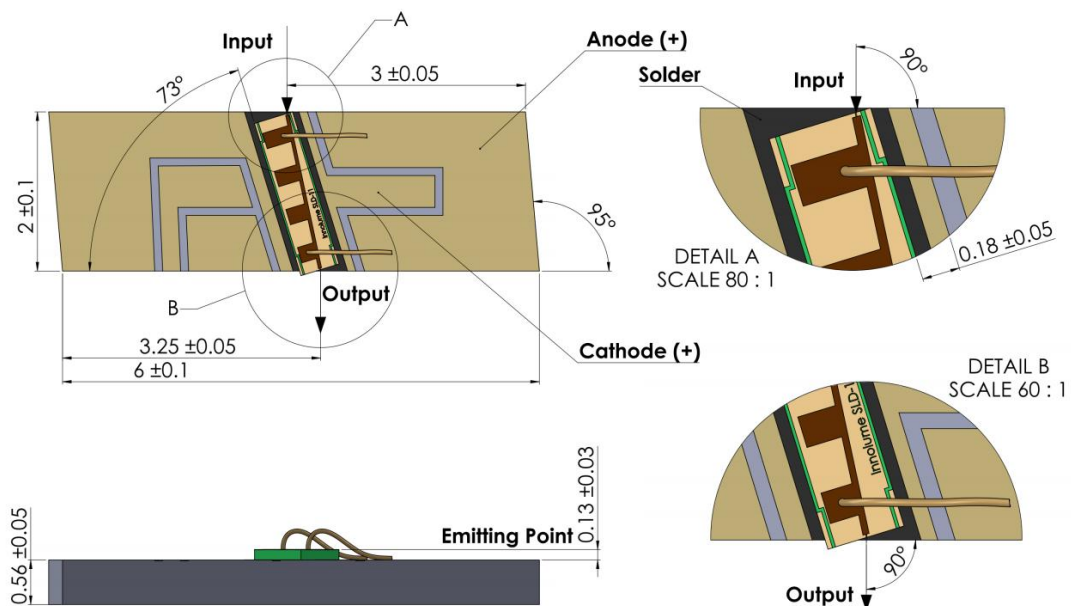 A
Input
Anode (+)
3 ±0.05
73°
2 ±0.1
95°
Innolume SLD-11
Output
B
3.25 ±0.05
6 ±0.1
Cathode (+)
Solder
Input
90°
DETAIL A
SCALE 80 : 1
0.18 ±0.05
DETAIL B
SCALE 60 : 1
Innolume SLD-1
90°
Output
Emitting Point
0.13 ±0.03
0.56 ±0.05